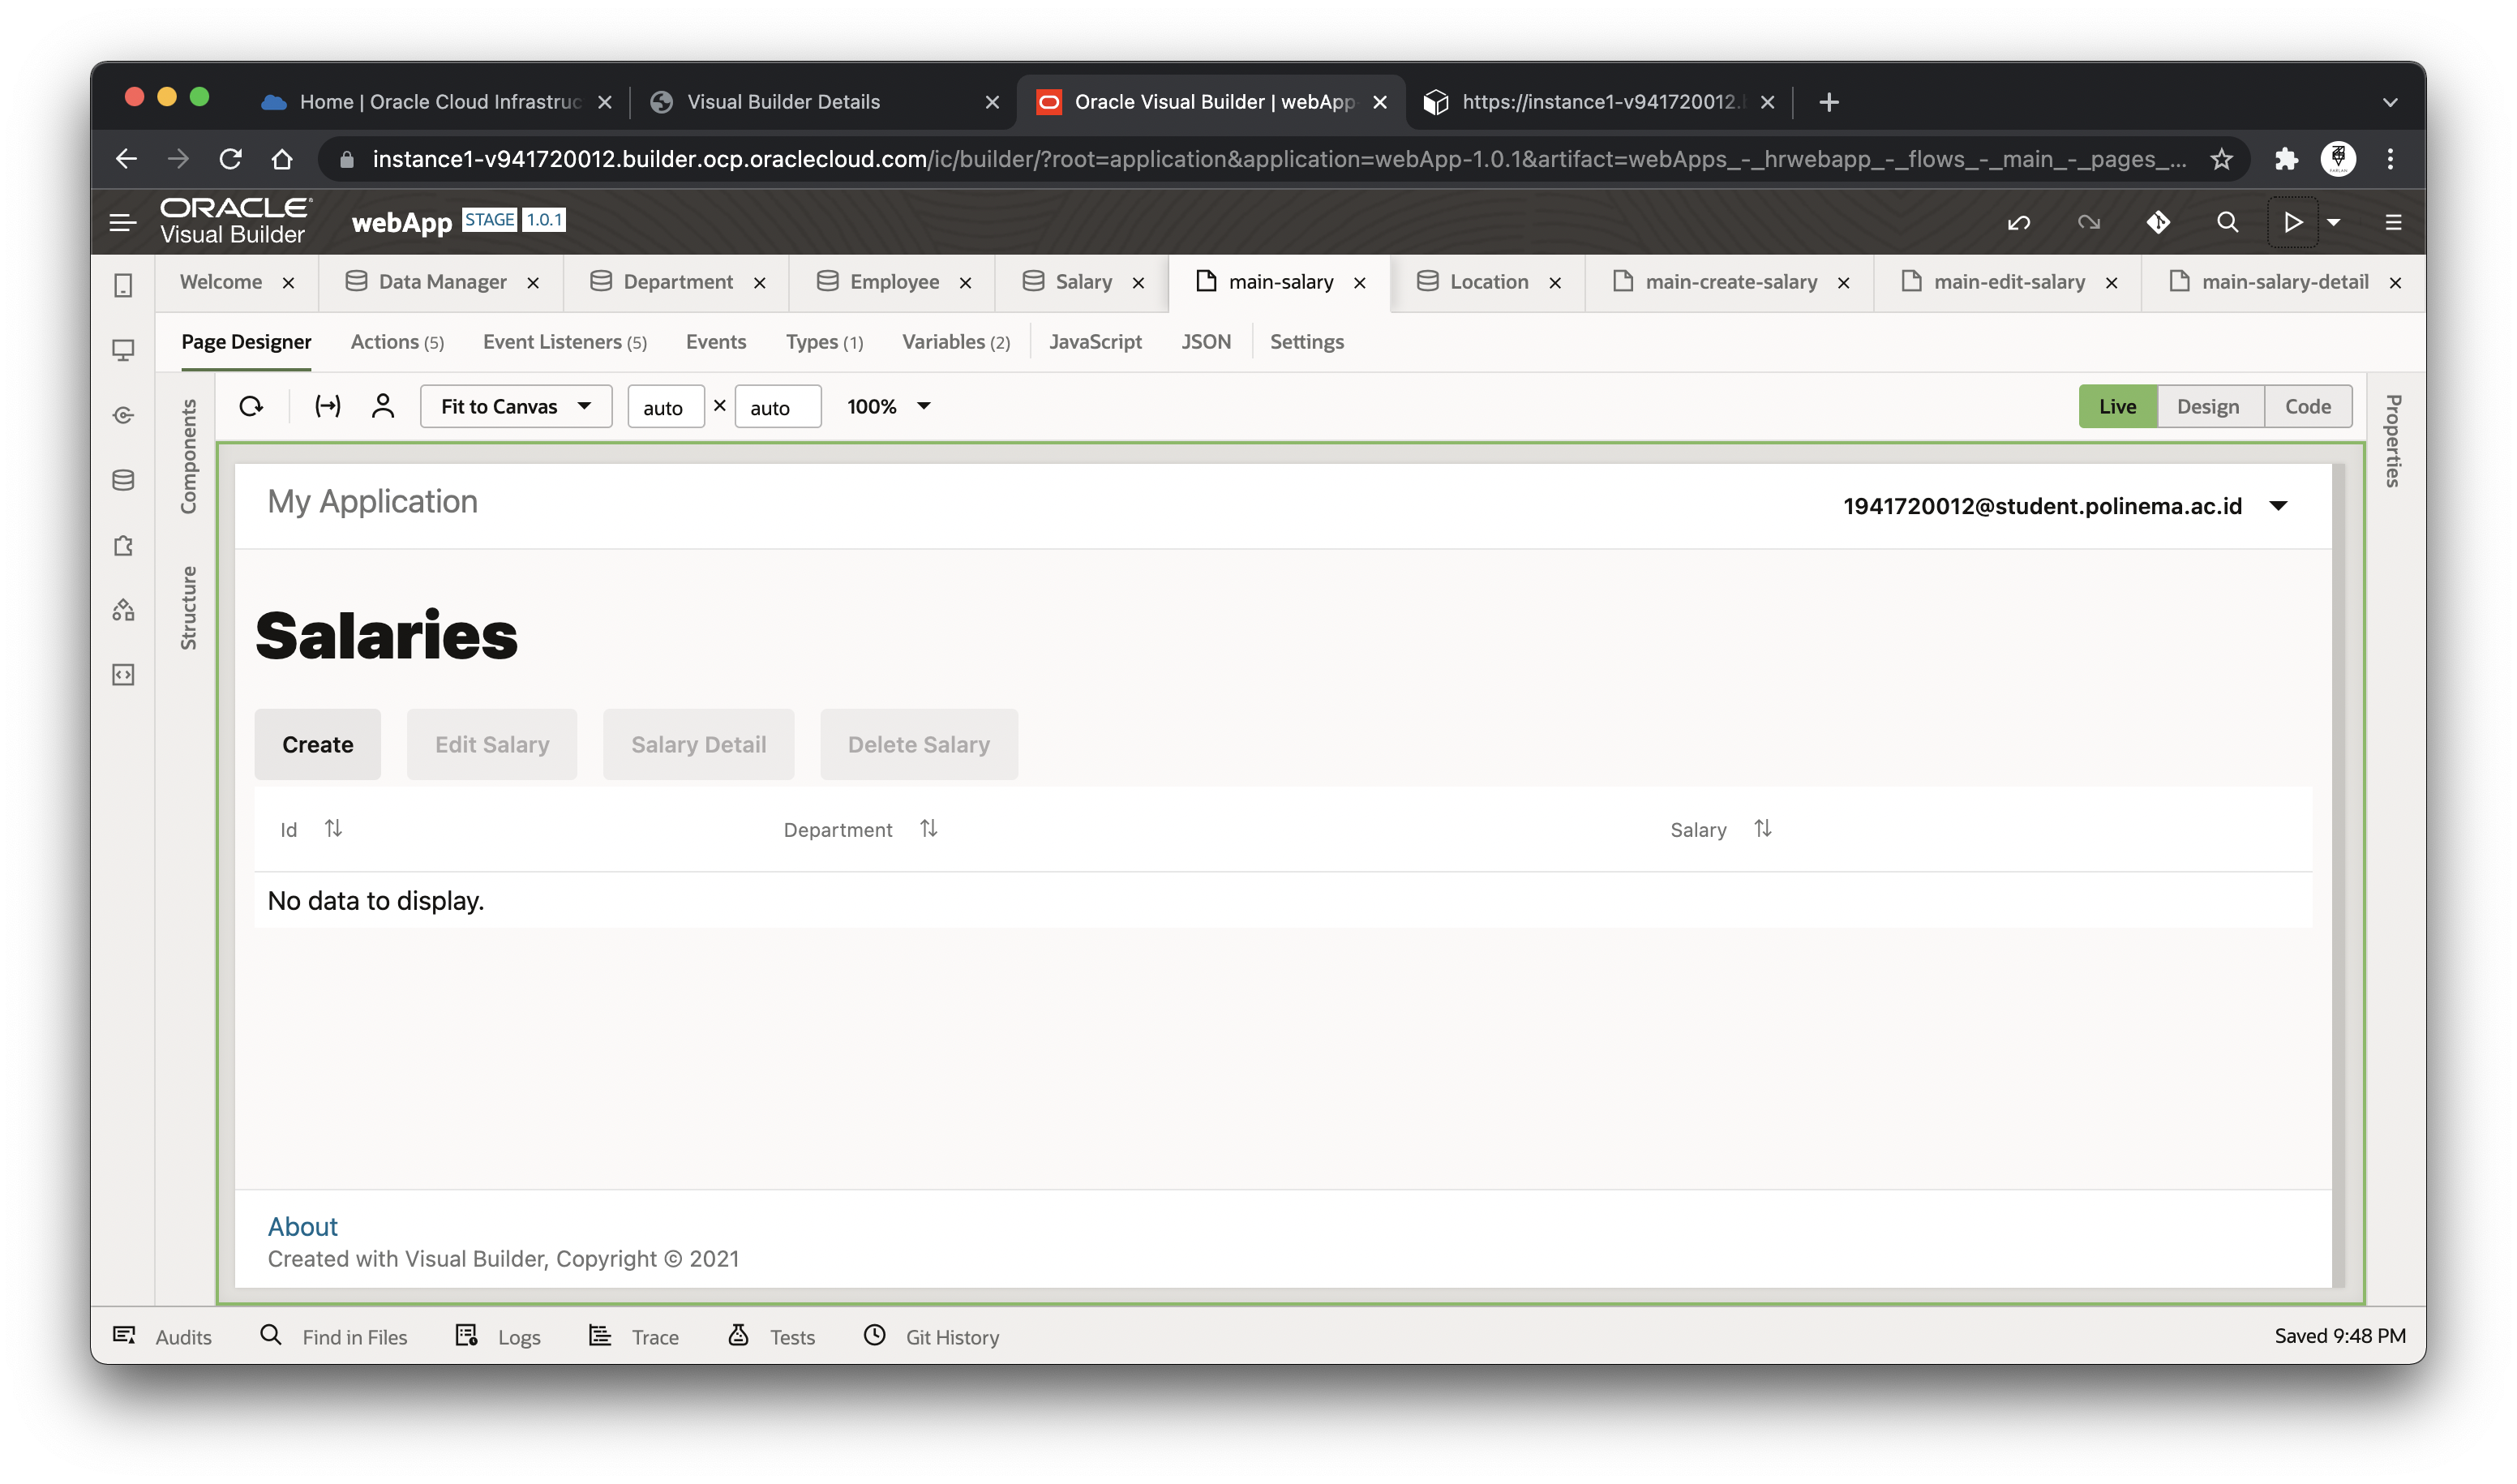 Home | Oracle Cloud Infrastruc
Visual Builder Details
Oracle Visual Builder | webApp-
https://instance1-v941720012.b
instance1-v941720012.builder.ocp.oraclecloud.com/ic/builder/?root=application&application=webApp-1.0.1&artifact=webApps_-_hrwebapp_-_flows_-_main_-_pages_...
ORACLE
Visual Builder
webApp STAGE 1.0.1
Welcome
Data Manager
Department
Employee
Salary
main-salary
Location
main-create-salary
main-edit-salary
main-salary-detail
Page Designer
Actions (5)
Event Listeners (5)
Events
Types (1)
Variables (2)
JavaScript
JSON
Settings
Components
Structure
Fit to Canvas
auto × auto
100%
Live
Design
Code
Properties
My Application
1941720012@student.polinema.ac.id
Salaries
Create
Edit Salary
Salary Detail
Delete Salary
Id
Department
Salary
No data to display.
About
Created with Visual Builder, Copyright © 2021
Audits
Find in Files
Logs
Trace
Tests
Git History
Saved 9:48 PM